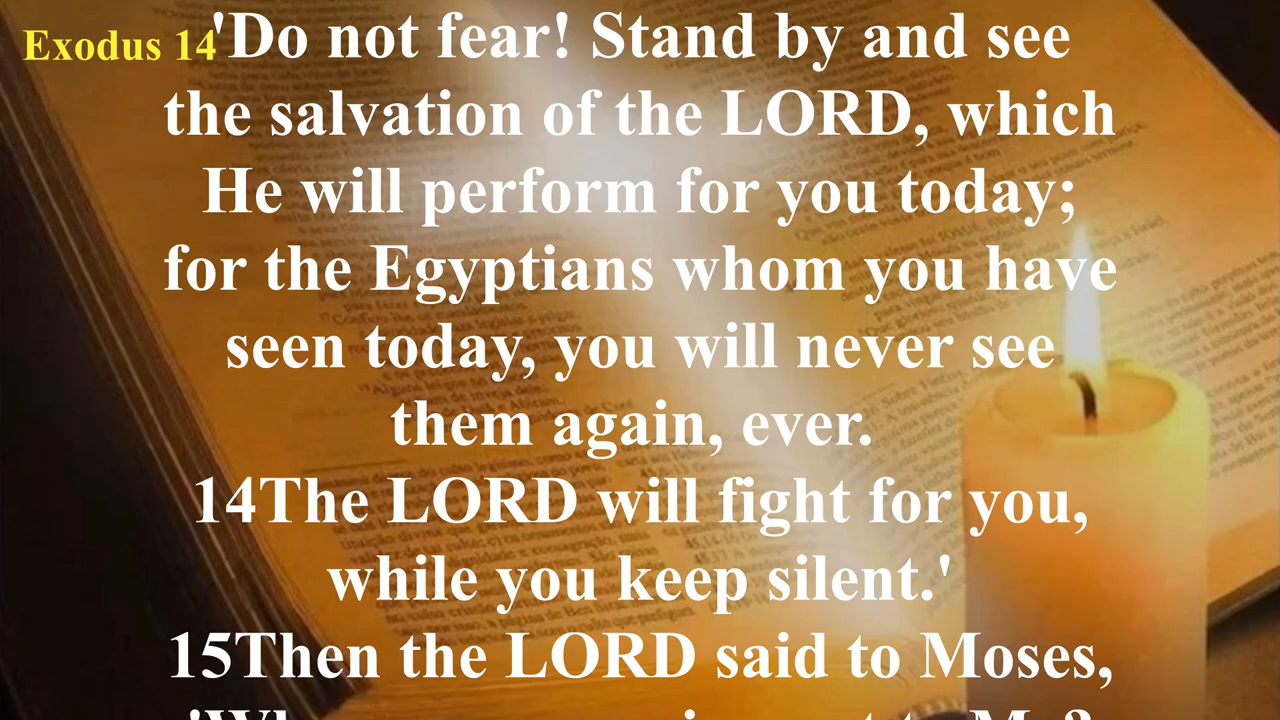 Exodus 14
'Do not fear! Stand by and see
the salvation of the LORD, which
He will perform for you today;
for the Egyptians whom you have
seen today, you will never see
them again, ever.
14The LORD will fight for you,
while you keep silent.'
15Then the LORD said to Moses,